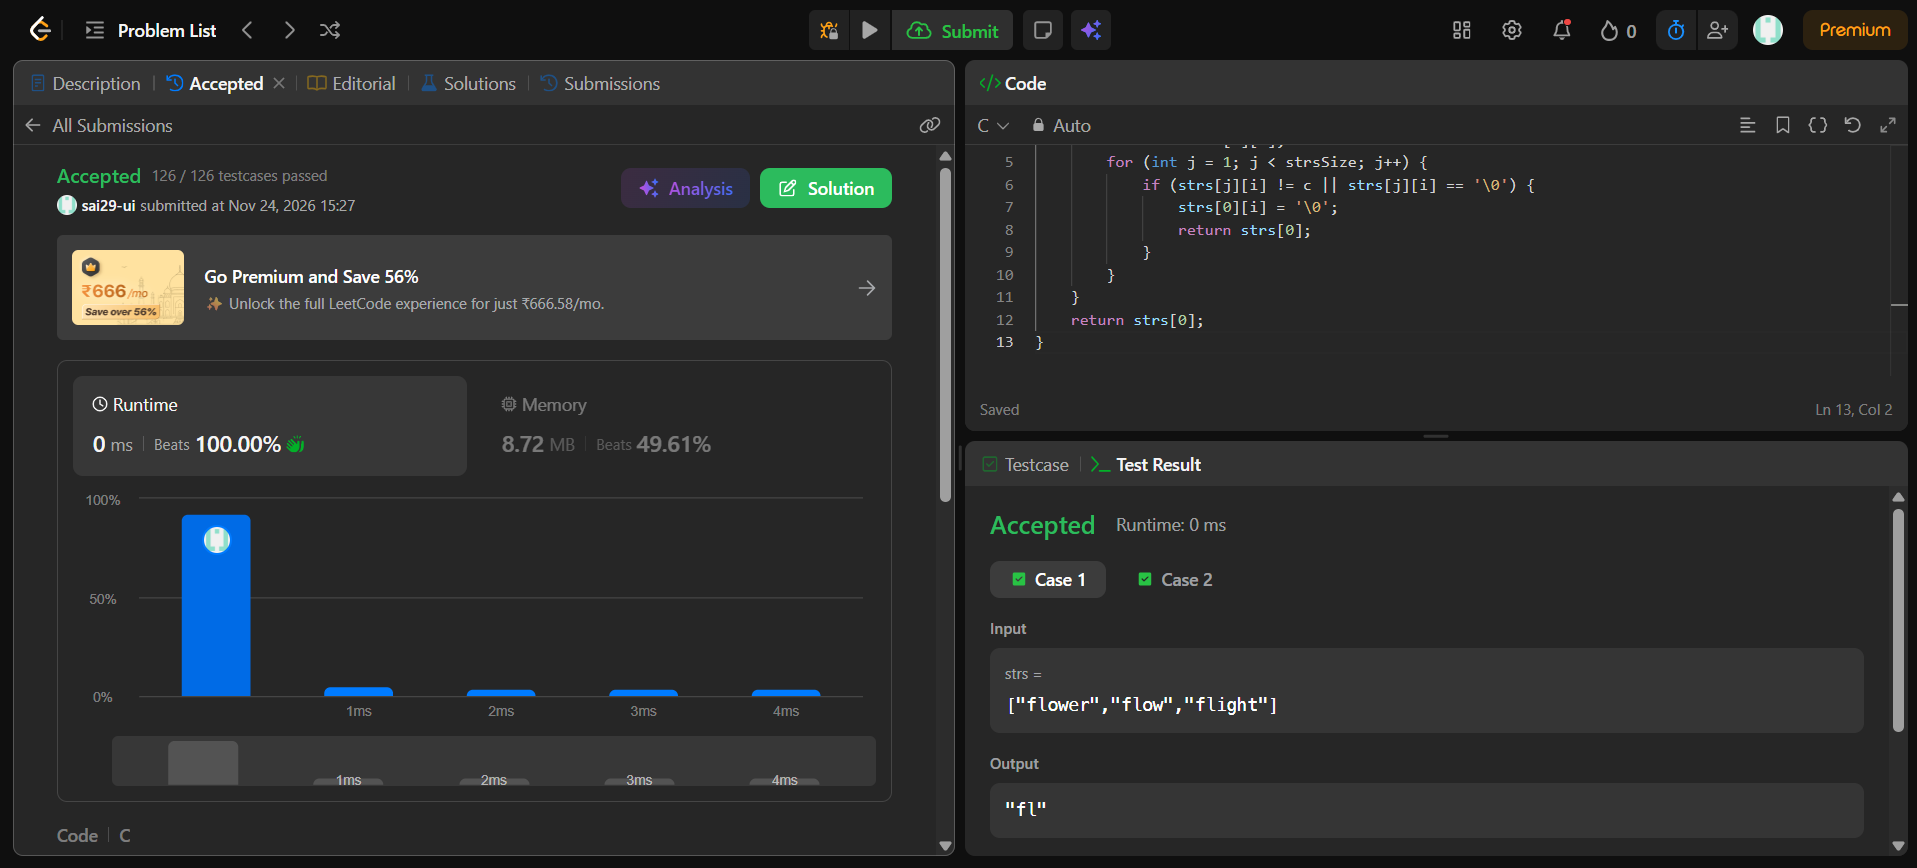 Problem List
Submit
0
Premium
Description
Accepted
Editorial
Solutions
Submissions
All Submissions
Accepted 126 / 126 testcases passed
sai29-ui submitted at Nov 24, 2026 15:27
Analysis
Solution
₹666/mo
Save over 56%
Go Premium and Save 56%
✨ Unlock the full LeetCode experience for just ₹666.58/mo.
Runtime
0 ms Beats 100.00%
Memory
8.72 MB Beats 49.61%
100%
50%
0%
1ms 2ms 3ms 4ms
1ms 2ms 3ms 4ms
Code C
</> Code
C Auto
5 for (int j = 1; j < strsSize; j++) {
6 if (strs[j][i] != c || strs[j][i] == '\0') {
7 strs[0][i] = '\0';
8 return strs[0];
9 }
10 }
11 }
12 return strs[0];
13 }
Saved
Ln 13, Col 2
Testcase
Test Result
Accepted Runtime: 0 ms
Case 1
Case 2
Input
strs =
["flower","flow","flight"]
Output
"fl"